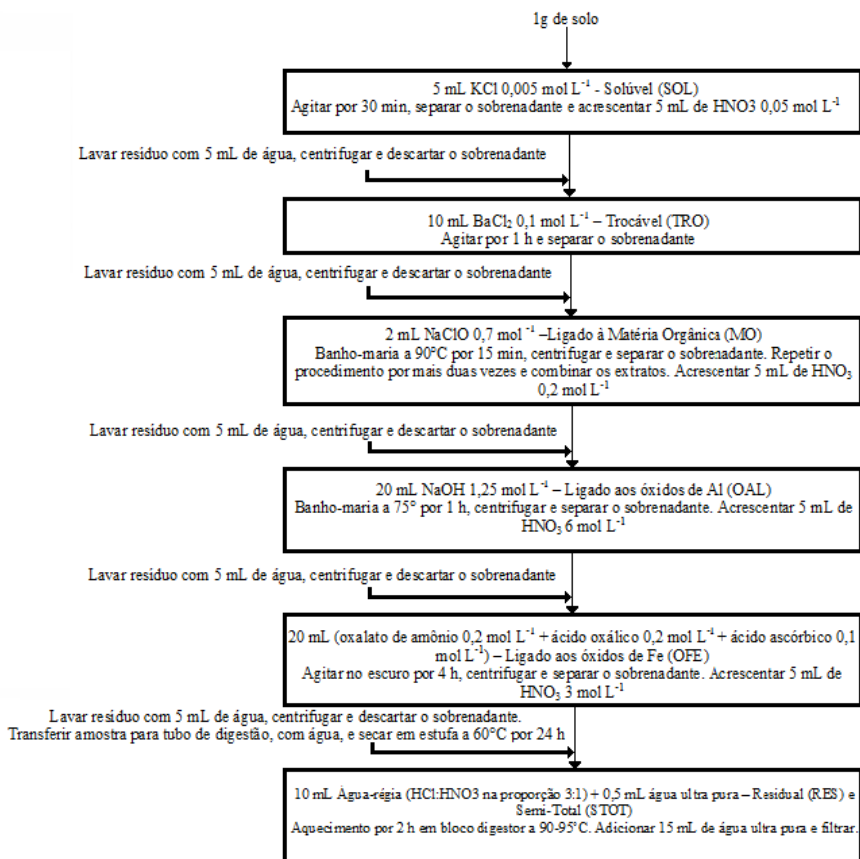 1g de solo
5 mL KCl 0,005 mol L⁻¹ - Solúvel (SOL)
Agitar por 30 min, separar o sobrenadante e acrescentar 5 mL de HNO3 0,05 mol L⁻¹
Lavar resíduo com 5 mL de água, centrifugar e descartar o sobrenadante
10 mL BaCl₂ 0,1 mol L⁻¹ – Trocável (TRO)
Agitar por 1 h e separar o sobrenadante
Lavar resíduo com 5 mL de água, centrifugar e descartar o sobrenadante
2 mL NaClO 0,7 mol ⁻¹ –Ligado à Matéria Orgânica (MO)
Banho-maria a 90°C por 15 min, centrifugar e separar o sobrenadante. Repetir o
procedimento por mais duas vezes e combinar os extratos. Acrescentar 5 mL de HNO₃
0,2 mol L⁻¹
Lavar resíduo com 5 mL de água, centrifugar e descartar o sobrenadante
20 mL NaOH 1,25 mol L⁻¹ – Ligado aos óxidos de Al (OAL)
Banho-maria a 75° por 1 h, centrifugar e separar o sobrenadante. Acrescentar 5 mL de
HNO₃ 6 mol L⁻¹
Lavar resíduo com 5 mL de água, centrifugar e descartar o sobrenadante
20 mL (oxalato de amônio 0,2 mol L⁻¹ + ácido oxálico 0,2 mol L⁻¹ + ácido ascórbico 0,1
mol L⁻¹) – Ligado aos óxidos de Fe (OFE)
Agitar no escuro por 4 h, centrifugar e separar o sobrenadante. Acrescentar 5 mL de
HNO₃ 3 mol L⁻¹
Lavar resíduo com 5 mL de água, centrifugar e descartar o sobrenadante.
Transferir amostra para tubo de digestão, com água, e secar em estufa a 60°C por 24 h
10 mL Água-régia (HCl:HNO3 na proporção 3:1) + 0,5 mL água ultra pura – Residual (RES) e
Semi-Total (STOT)
Aquecimento por 2 h em bloco digestor a 90-95°C. Adicionar 15 mL de água ultra pura e filtrar.